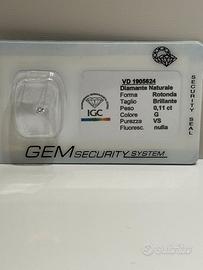 VD 1905624
Diamante Naturale
Forma Rotonda
Taglio Brillante
Peso 0,11 ct
Colore G
Purezza VS
Fluoresc. nulla
IGC
GEM SECURITY SYSTEM
SECURITY SEAL
subito